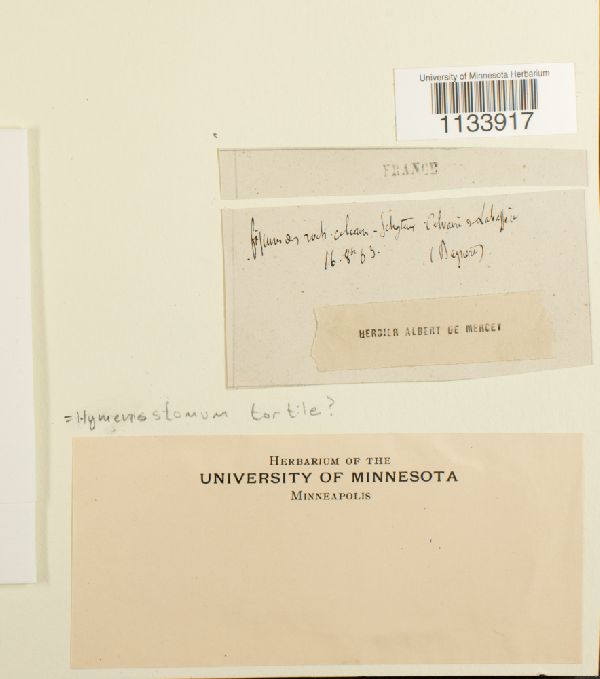 University of Minnesota Herbarium
1133917
FRANCE
16. 8bre 63.
HERBIER ALBERT DE MERCEY
=Hymenostomum tortile?
HERBARIUM OF THE
UNIVERSITY OF MINNESOTA
MINNEAPOLIS